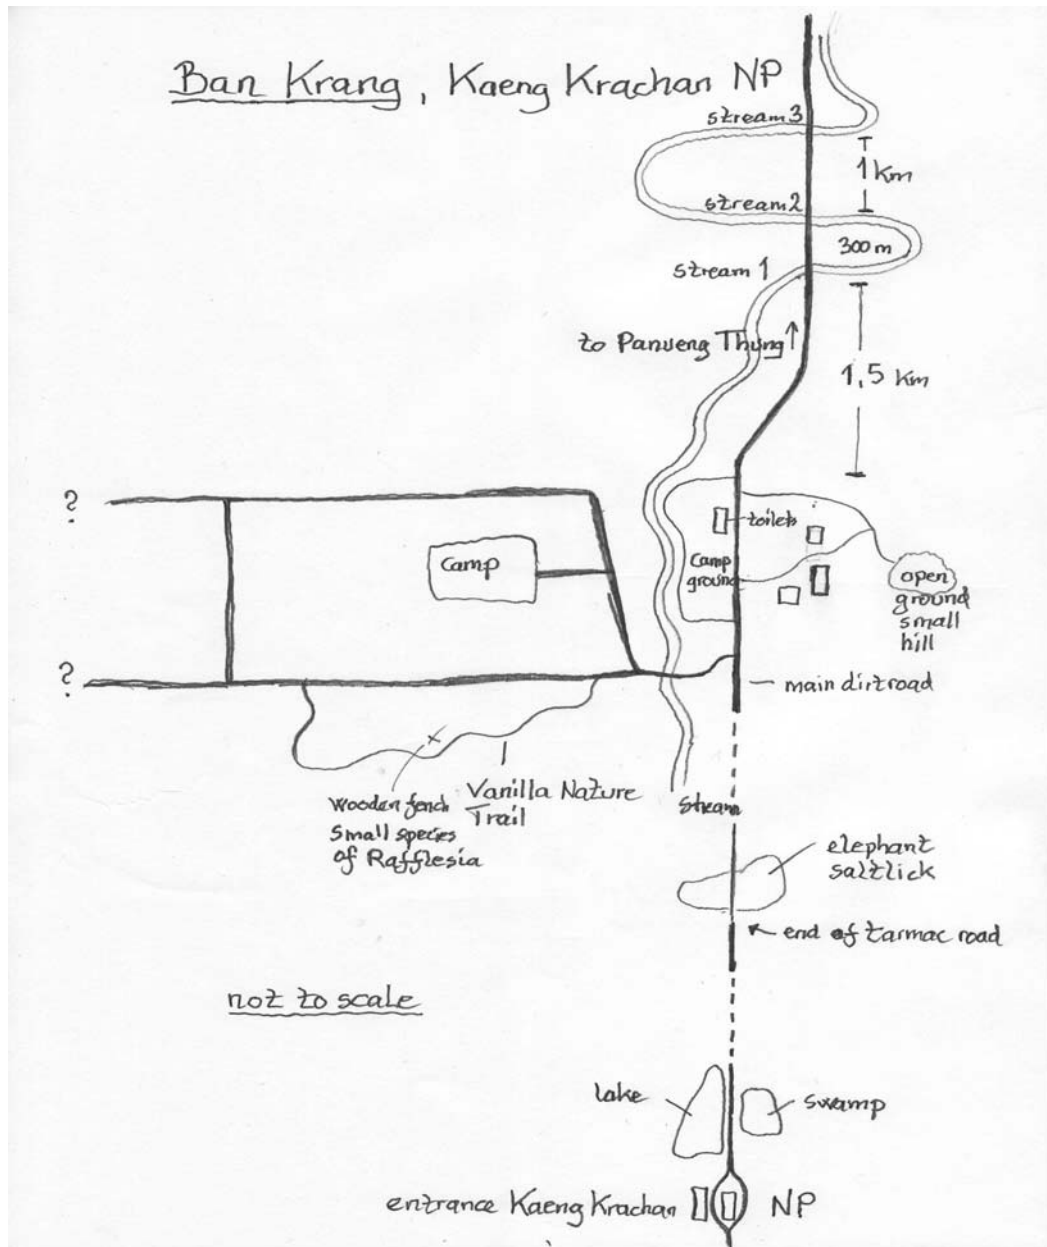 Ban Krang, Kaeng Krachan NP
stream 3
1 km
stream 2
300 m
stream 1
to Panueng Thung
1,5 km
?
toilets
Camp
Camp
ground
open
ground
small
hill
?
main dirtroad
Vanilla Nature
Trail
wooden fench
small species
of Rafflesia
Stream
elephant
saltlick
end of tarmac road
not to scale
lake
swamp
entrance Kaeng Krachan NP